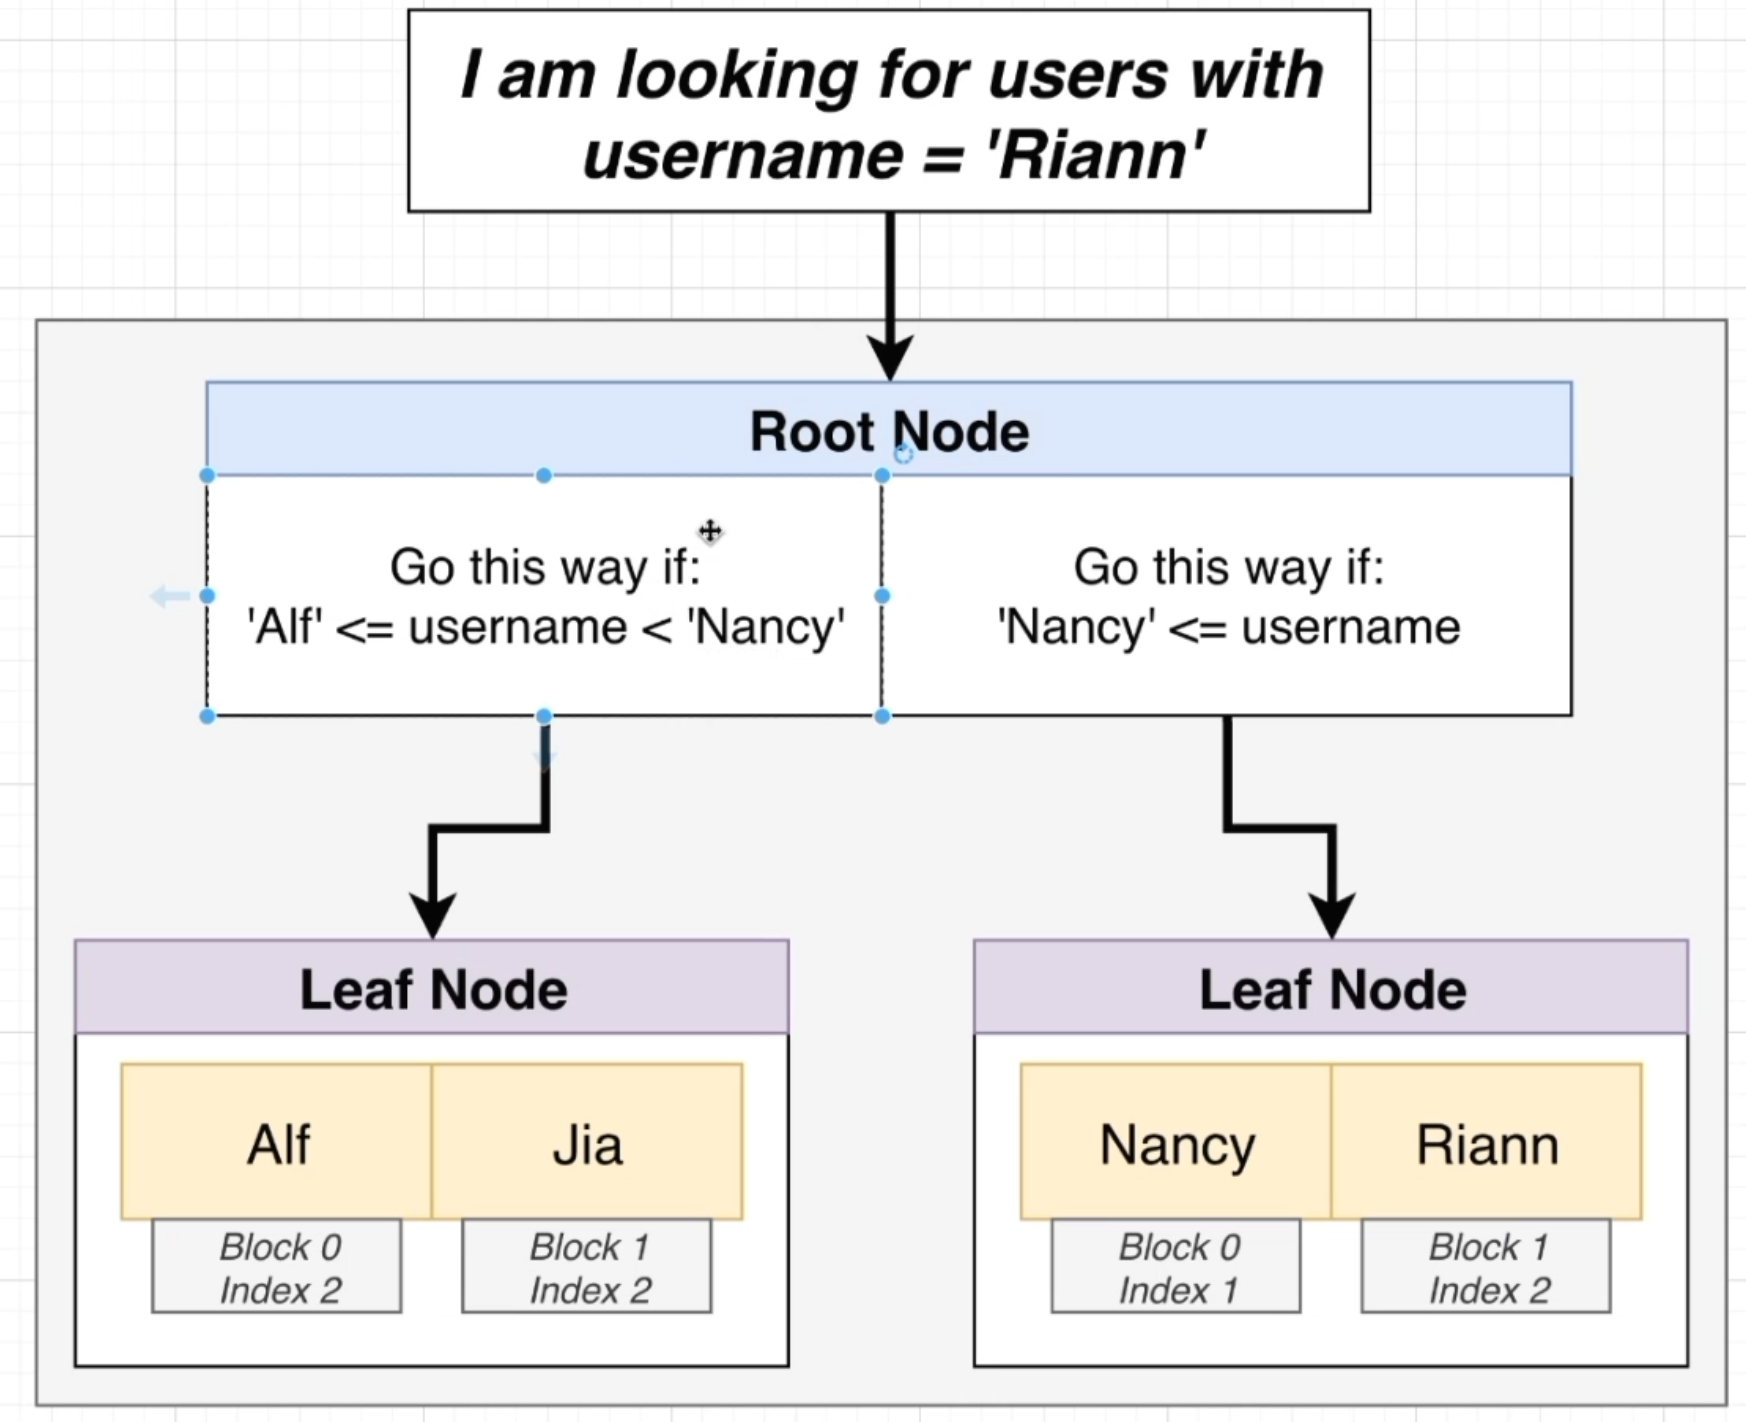 I am looking for users with
username = 'Riann'
Root Node
Go this way if:
'Alf' <= username < 'Nancy'
Go this way if:
'Nancy' <= username
Leaf Node
Alf
Jia
Block 0
Index 2
Block 1
Index 2
Leaf Node
Nancy
Riann
Block 0
Index 1
Block 1
Index 2